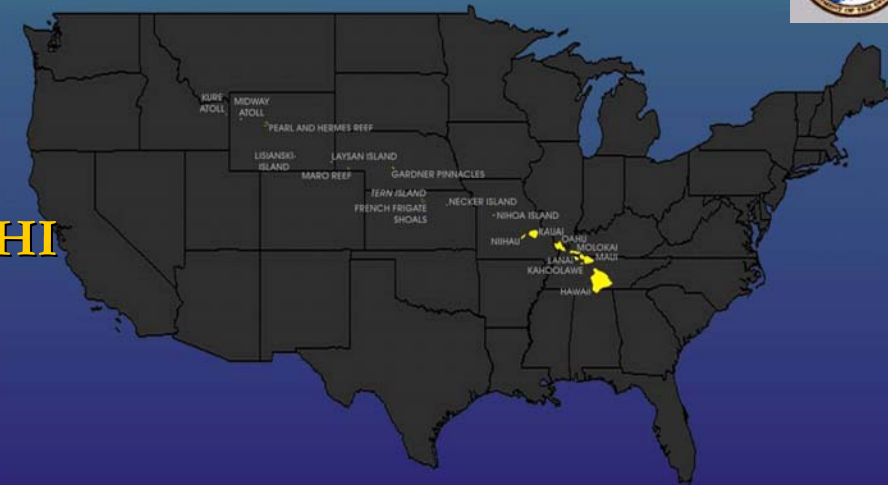 KURE
ATOLL
MIDWAY
ATOLL
PEARL AND HERMES REEF
LISIANSKI-
ISLAND
LAYSAN ISLAND
MARO REEF
GARDNER PINNACLES
TERN ISLAND
FRENCH FRIGATE
SHOALS
NECKER ISLAND
NIHOA ISLAND
HI
NIIHAU
KAUAI
OAHU
MOLOKAI
LANAI
MAUI
KAHOOLAWE
HAWAII